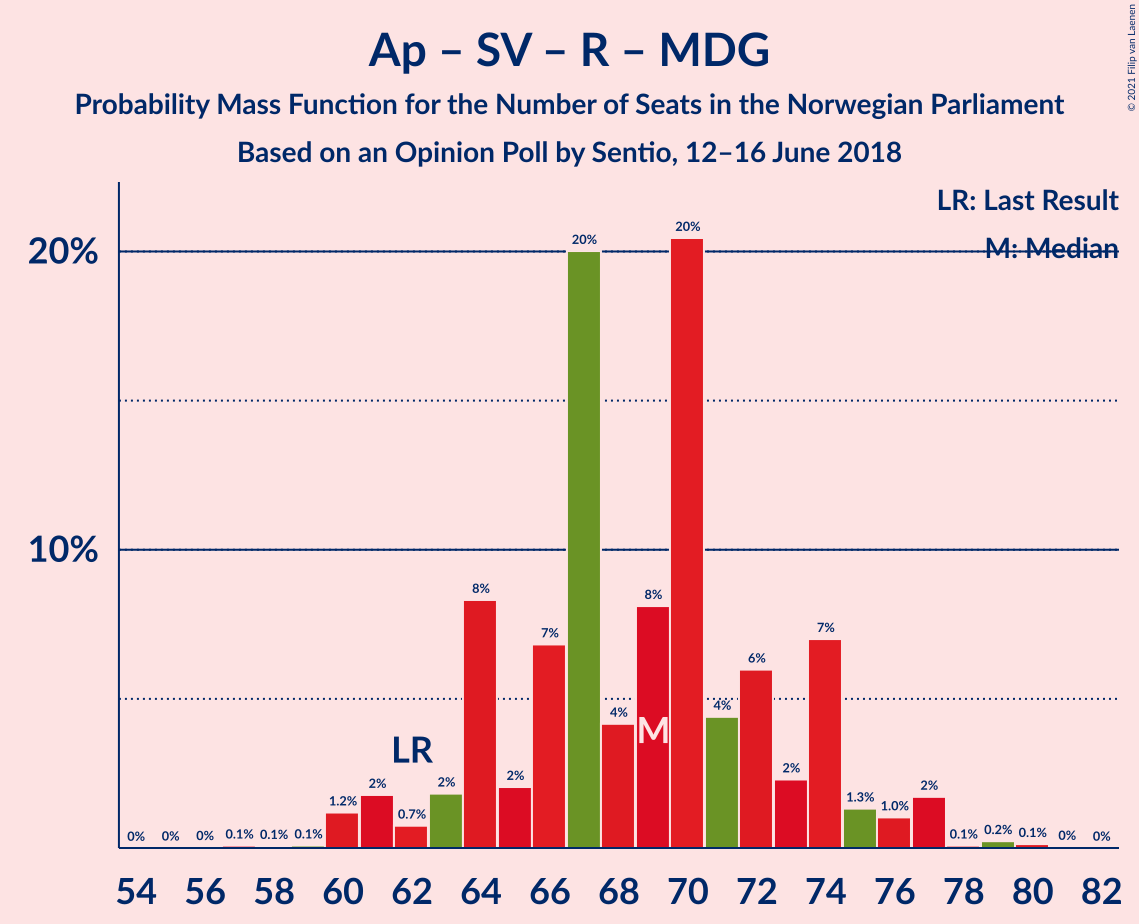 Ap – SV – R – MDG
Probability Mass Function for the Number of Seats in the Norwegian Parliament
Based on an Opinion Poll by Sentio, 12–16 June 2018
© 2021 Filip van Laenen
LR: Last Result
M: Median
20%
10%
0% 0% 0% 0.1% 0.1% 0.1% 1.2% 2% 0.7% 2% 8% 2% 7% 20% 4% 8% 20% 4% 6% 2% 7% 1.3% 1.0% 2% 0.1% 0.2% 0.1% 0% 0%
LR
M
54 56 58 60 62 64 66 68 70 72 74 76 78 80 82